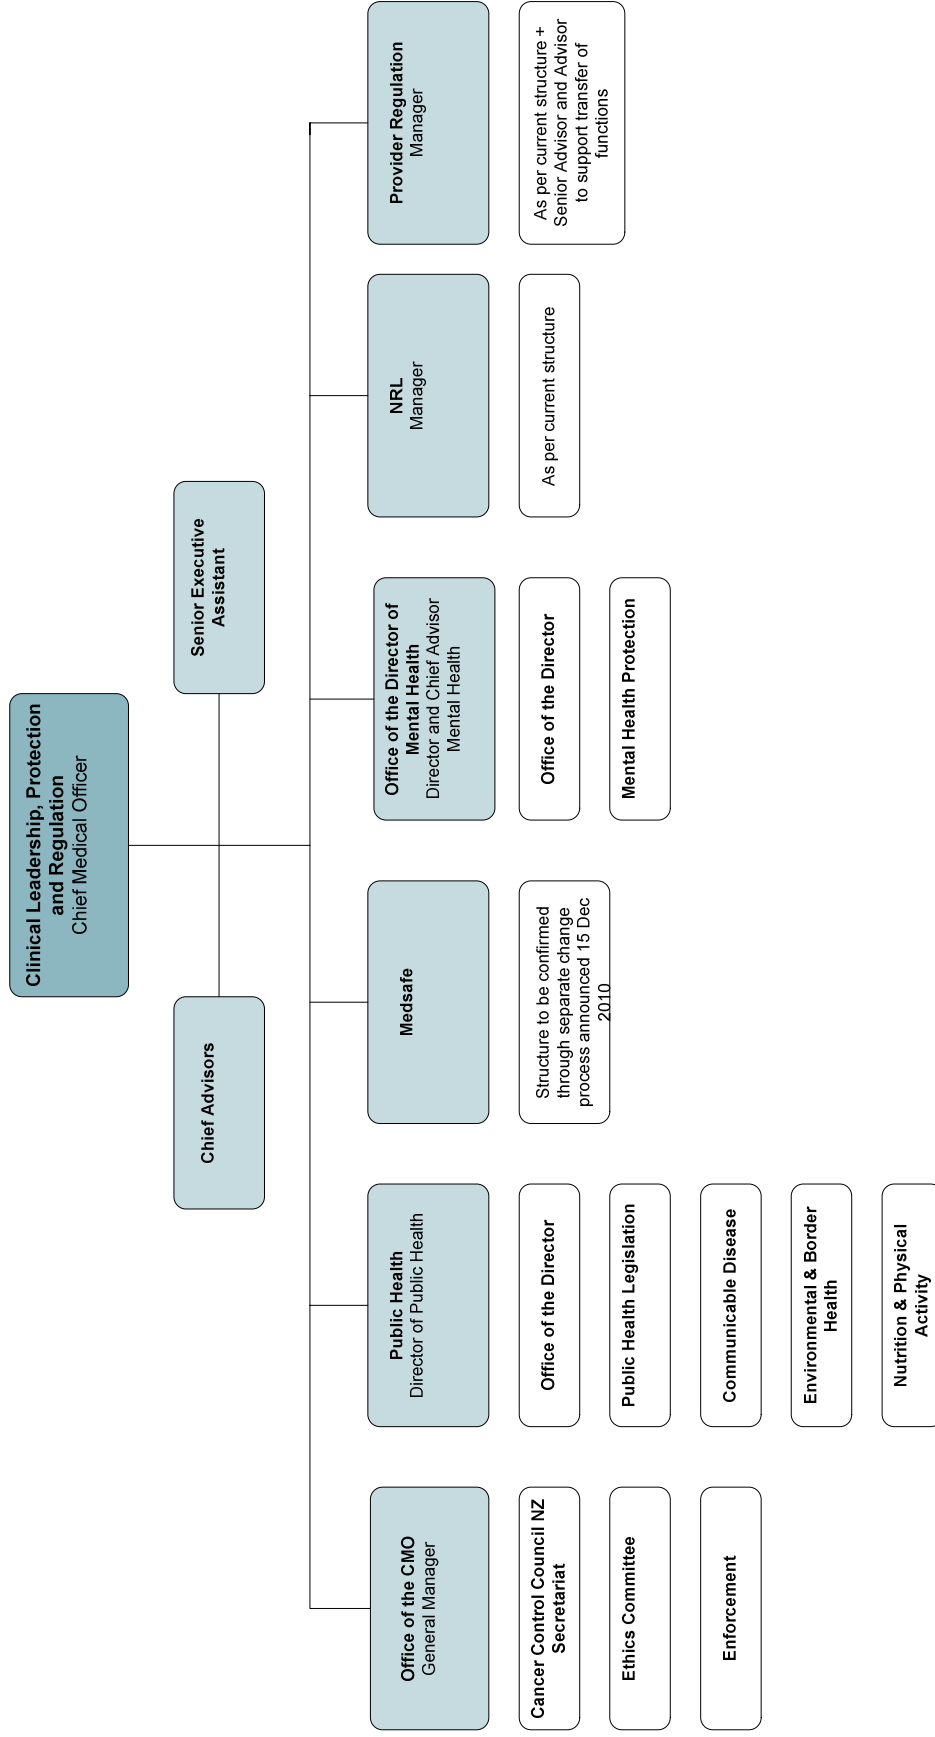 Clinical Leadership, Protection
and Regulation
Chief Medical Officer
Chief Advisors
Senior Executive
Assistant
Office of the CMO
General Manager
Cancer Control Council NZ
Secretariat
Ethics Committee
Enforcement
Public Health
Director of Public Health
Office of the Director
Public Health Legislation
Communicable Disease
Environmental & Border
Health
Nutrition & Physical
Activity
Medsafe
Structure to be confirmed
through separate change
process announced 15 Dec
2010
Office of the Director of
Mental Health
Director and Chief Advisor
Mental Health
Office of the Director
Mental Health Protection
NRL
Manager
As per current structure
Provider Regulation
Manager
As per current structure +
Senior Advisor and Advisor
to support transfer of
functions